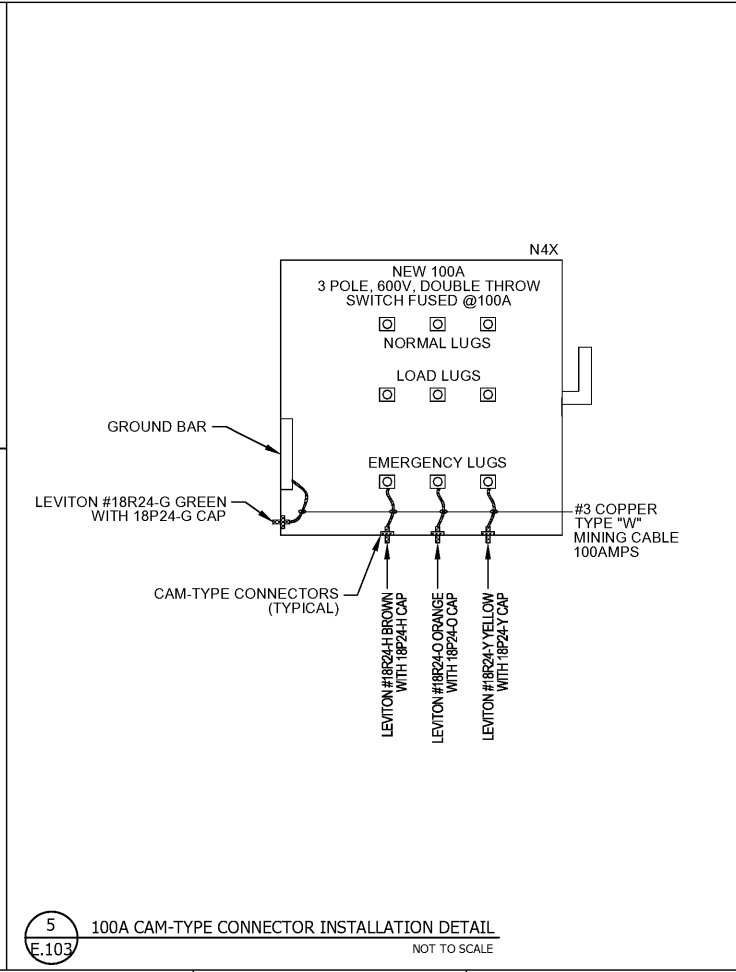 N4X
NEW 100A
3 POLE, 600V, DOUBLE THROW
SWITCH FUSED @100A
NORMAL LUGS
LOAD LUGS
GROUND BAR
EMERGENCY LUGS
LEVITON #18R24-G GREEN
WITH 18P24-G CAP
#3 COPPER
TYPE "W"
MINING CABLE
100AMPS
CAM-TYPE CONNECTORS
(TYPICAL)
LEVITON #18R24-H BROWN
WITH 18P24-H CAP
LEVITON #18R24-O ORANGE
WITH 18P24-O CAP
LEVITON #18R24-Y YELLOW
WITH 18P24-Y CAP
5
E.103
100A CAM-TYPE CONNECTOR INSTALLATION DETAIL
NOT TO SCALE